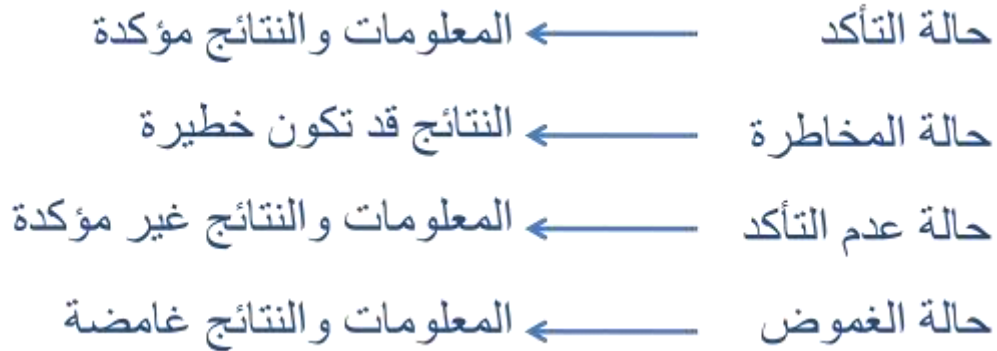 حالة التأكد ← المعلومات والنتائج مؤكدة
حالة المخاطرة ← النتائج قد تكون خطيرة
حالة عدم التأكد ← المعلومات والنتائج غير مؤكدة
حالة الغموض ← المعلومات والنتائج غامضة